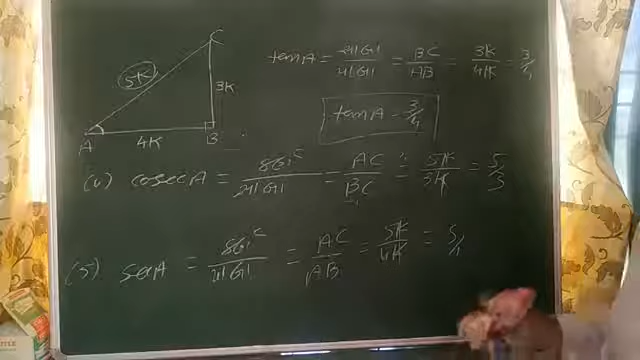 C
5K
3K
A
4K
B
tan A = = BC/AB = 3K/4K = 3/4
tan A = 3/4
cosec A = = AC/BC = 5K/3K = 5/3
(5) sec A = = AC/AB = 5K/4K = 5/4